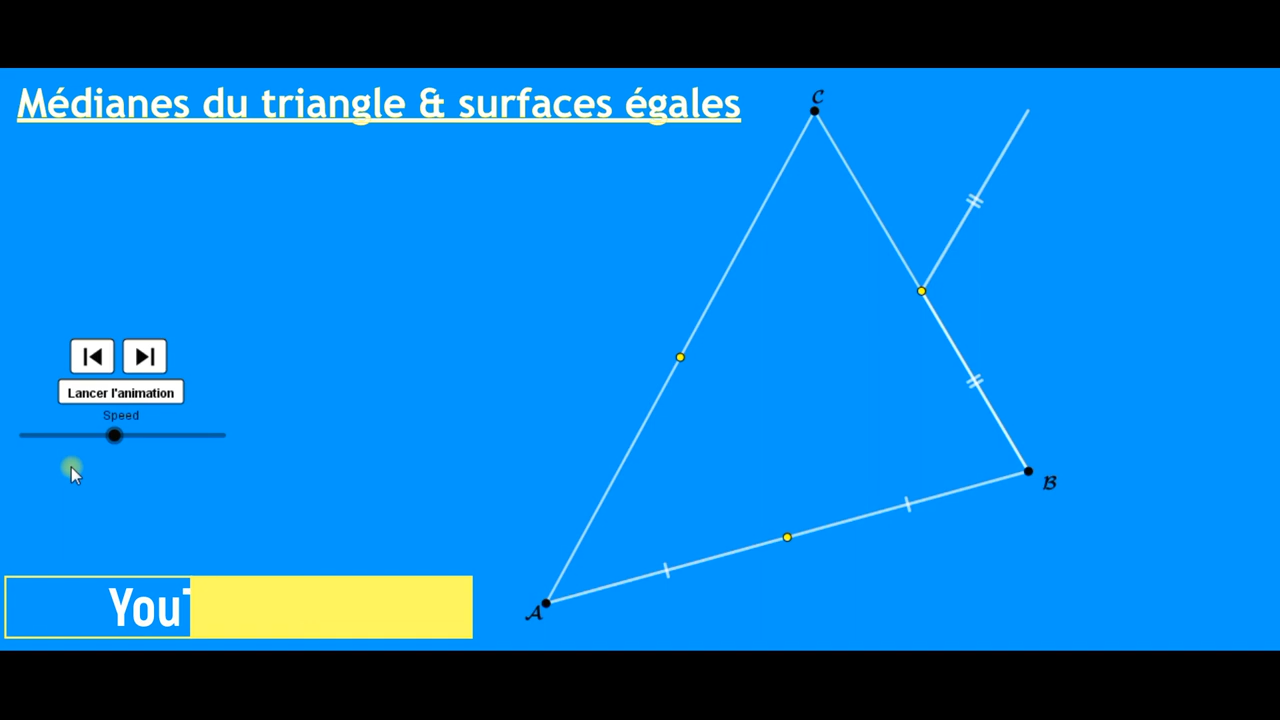 Médianes du triangle & surfaces égales
C
Lancer l'animation
Speed
B
You
A